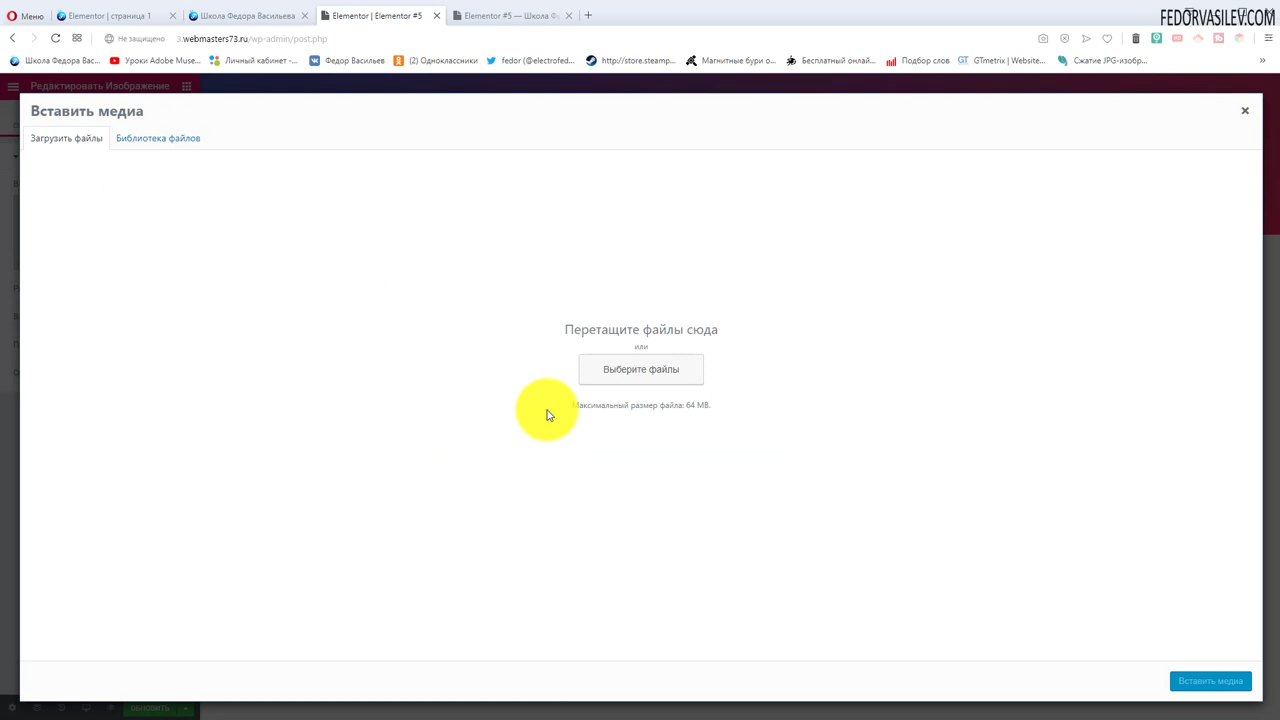 Меню
Elementor | страница 1
Школа Федора Васильева
Elementor | Elementor #5
Elementor #5 — Школа Ф
FEDORVASILEV.COM
Не защищено
3.webmasters73.ru/wp-admin/post.php
Школа Федора Вас...
Уроки Adobe Muse...
Личный кабинет -...
Федор Васильев
(2) Одноклассники
fedor (@electrofed...
http://store.steamp...
Магнитные бури о...
Бесплатный онлай...
Подбор слов
GTmetrix | Website...
Сжатие JPG-изобр...
Редактировать Изображение
Вставить медиа
Загрузить файлы
Библиотека файлов
Перетащите файлы сюда
или
Выберите файлы
Максимальный размер файла: 64 MB.
Вставить медиа
ОБНОВИТЬ